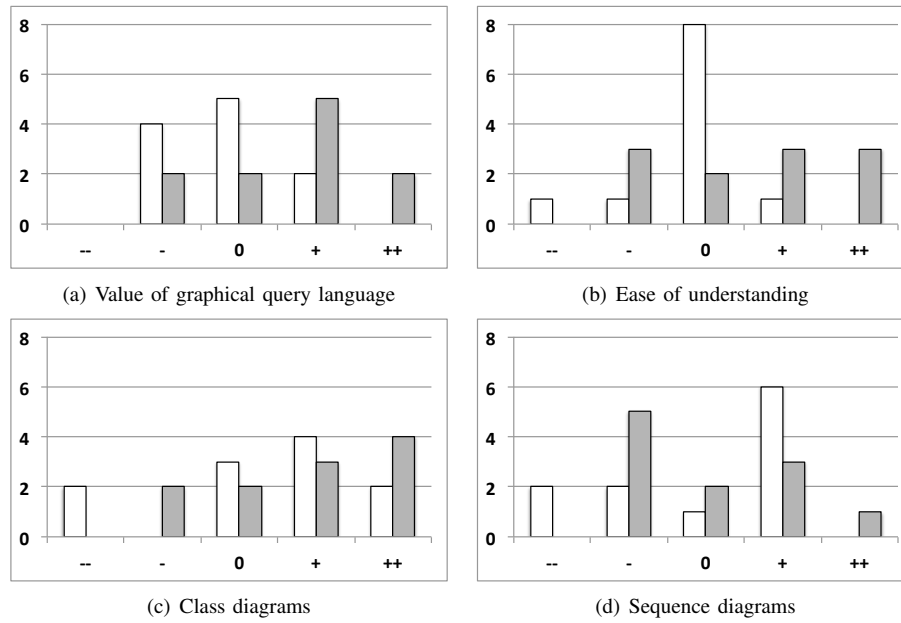 8
6
4
2
0
-- - 0 + ++
(a) Value of graphical query language
8
6
4
2
0
-- - 0 + ++
(b) Ease of understanding
8
6
4
2
0
-- - 0 + ++
(c) Class diagrams
8
6
4
2
0
-- - 0 + ++
(d) Sequence diagrams